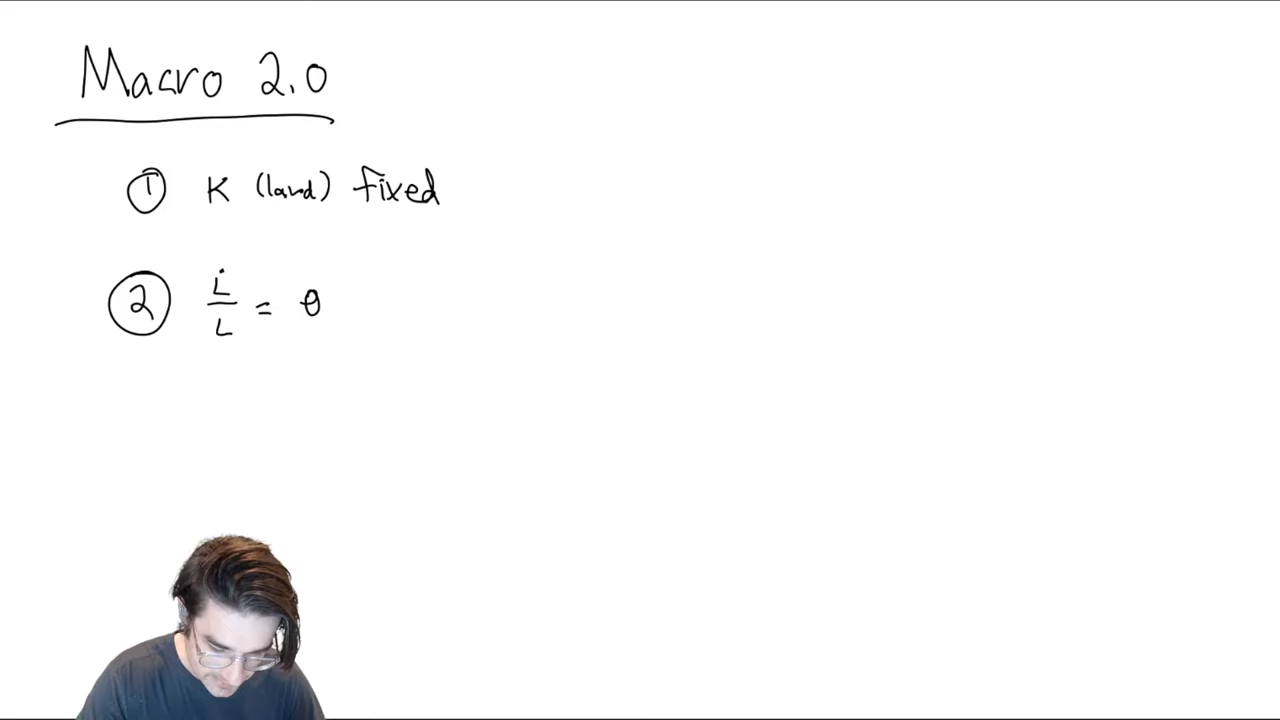 Macro 2.0
① K (land) fixed
② L̇/L = θ